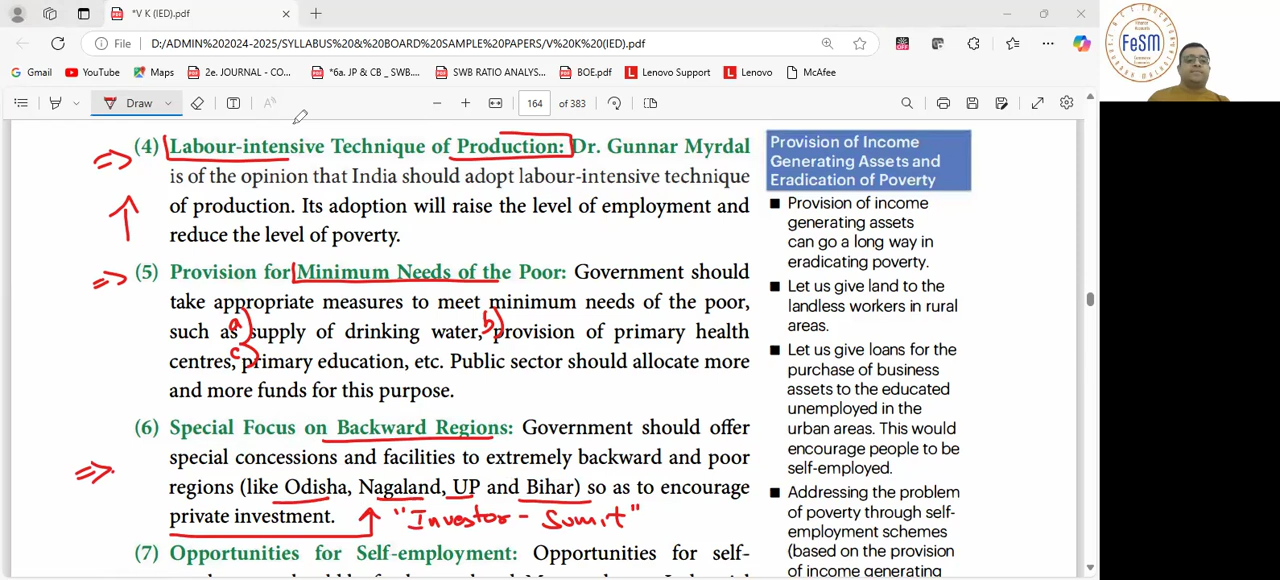 *V K (IED).pdf
File
D:/ADMIN%202024-2025/SYLLABUS%20&%20BOARD%20SAMPLE%20PAPERS/V%20K%20(IED).pdf
OFF
Gmail
YouTube
Maps
2e. JOURNAL - CO...
*6a. JP & CB _ SWB...
SWB RATIO ANALYS...
BOE.pdf
Lenovo Support
Lenovo
McAfee
Draw
164 of 383
(4) Labour-intensive Technique of Production: Dr. Gunnar Myrdal
is of the opinion that India should adopt labour-intensive technique
of production. Its adoption will raise the level of employment and
reduce the level of poverty.
(5) Provision for Minimum Needs of the Poor: Government should
take appropriate measures to meet minimum needs of the poor,
such as a) supply of drinking water, b) provision of primary health
centres, c) primary education, etc. Public sector should allocate more
and more funds for this purpose.
(6) Special Focus on Backward Regions: Government should offer
special concessions and facilities to extremely backward and poor
regions (like Odisha, Nagaland, UP and Bihar) so as to encourage
private investment. "Investor - Sumit"
(7) Opportunities for Self-employment: Opportunities for self-
Provision of Income
Generating Assets and
Eradication of Poverty
■ Provision of income
generating assets
can go a long way in
eradicating poverty.
■ Let us give land to the
landless workers in rural
areas.
■ Let us give loans for the
purchase of business
assets to the educated
unemployed in the
urban areas. This would
encourage people to be
self-employed.
■ Addressing the problem
of poverty through self-
employment schemes
(based on the provision
of income generating
FeSM